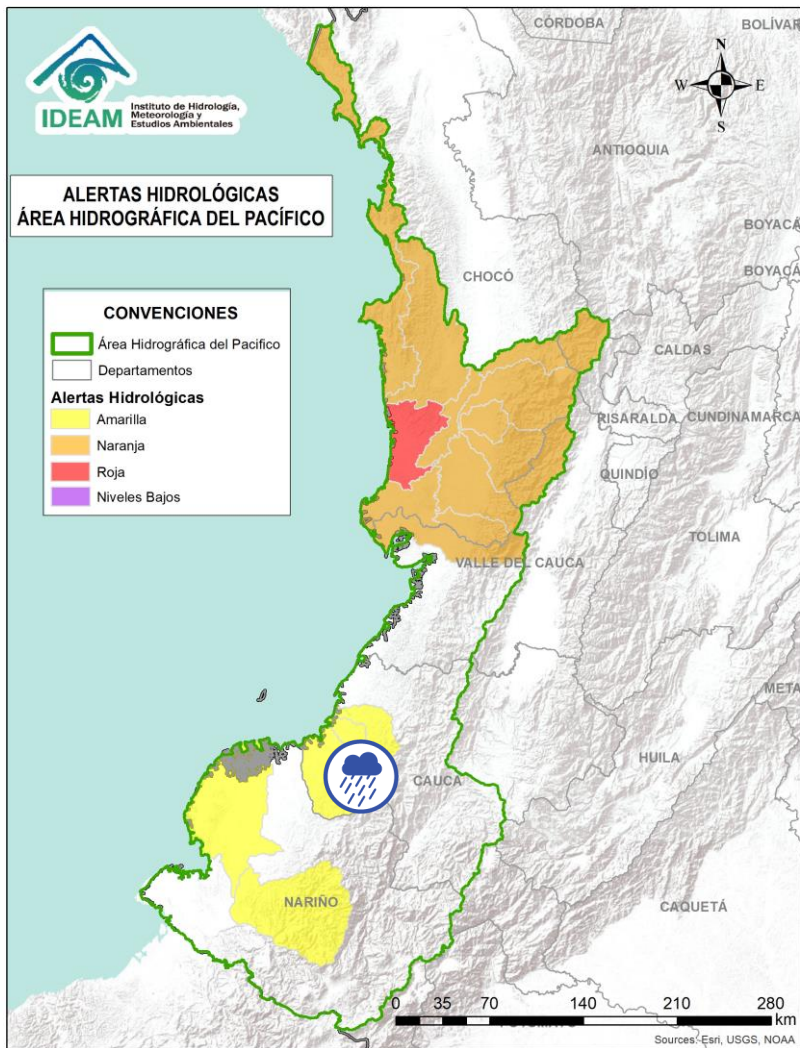 CÓRDOBA
BOLÍVAR
IDEAM
Instituto de Hidrología,
Meteorología y
Estudios Ambientales
N
W
E
S
ANTIOQUIA
ALERTAS HIDROLÓGICAS
ÁREA HIDROGRÁFICA DEL PACÍFICO
BOYACÁ
BOYACÁ
CHOCÓ
CONVENCIONES
Área Hidrográfica del Pacifico
Departamentos
Alertas Hidrológicas
Amarilla
Naranja
Roja
Niveles Bajos
CALDAS
RISARALDA
CUNDINAMARCA
QUINDÍO
TOLIMA
VALLE DEL CAUCA
META
HUILA
CAUCA
NARIÑO
CAQUETÁ
0 35 70 140 210 280
km
Sources: Esri, USGS, NOAA